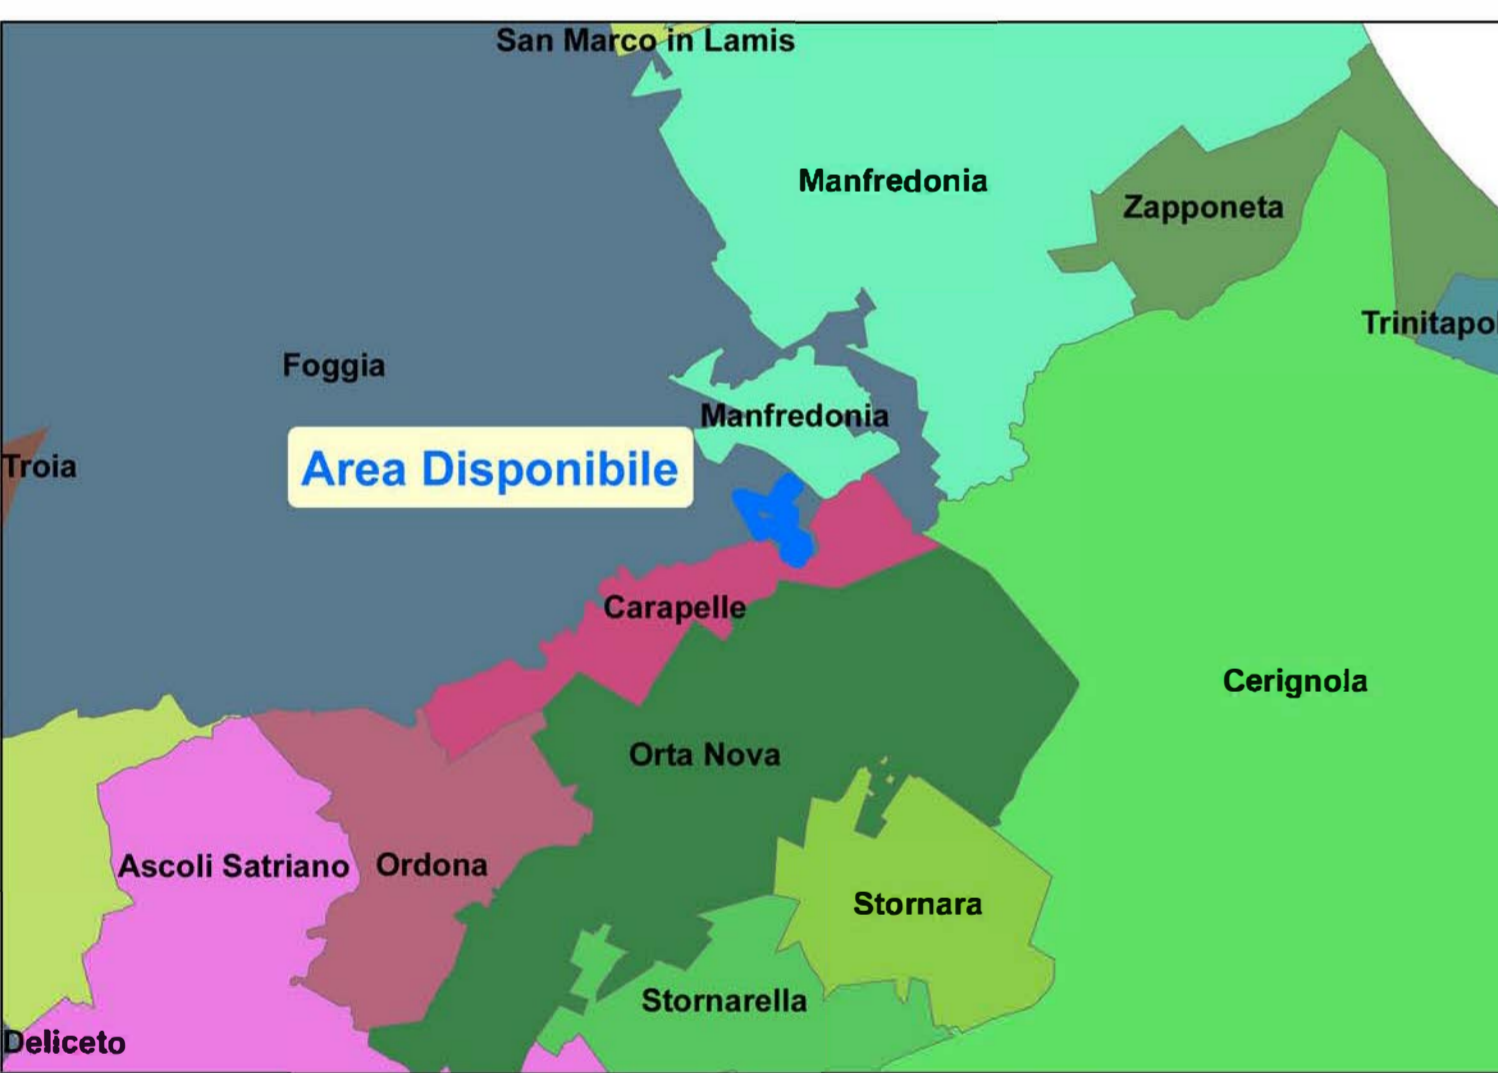 San Marco in Lamis
Manfredonia
Zapponeta
Trinitapol
Foggia
Manfredonia
Troia
Area Disponibile
Carapelle
Cerignola
Orta Nova
Ascoli Satriano
Ordona
Stornara
Stornarella
Deliceto